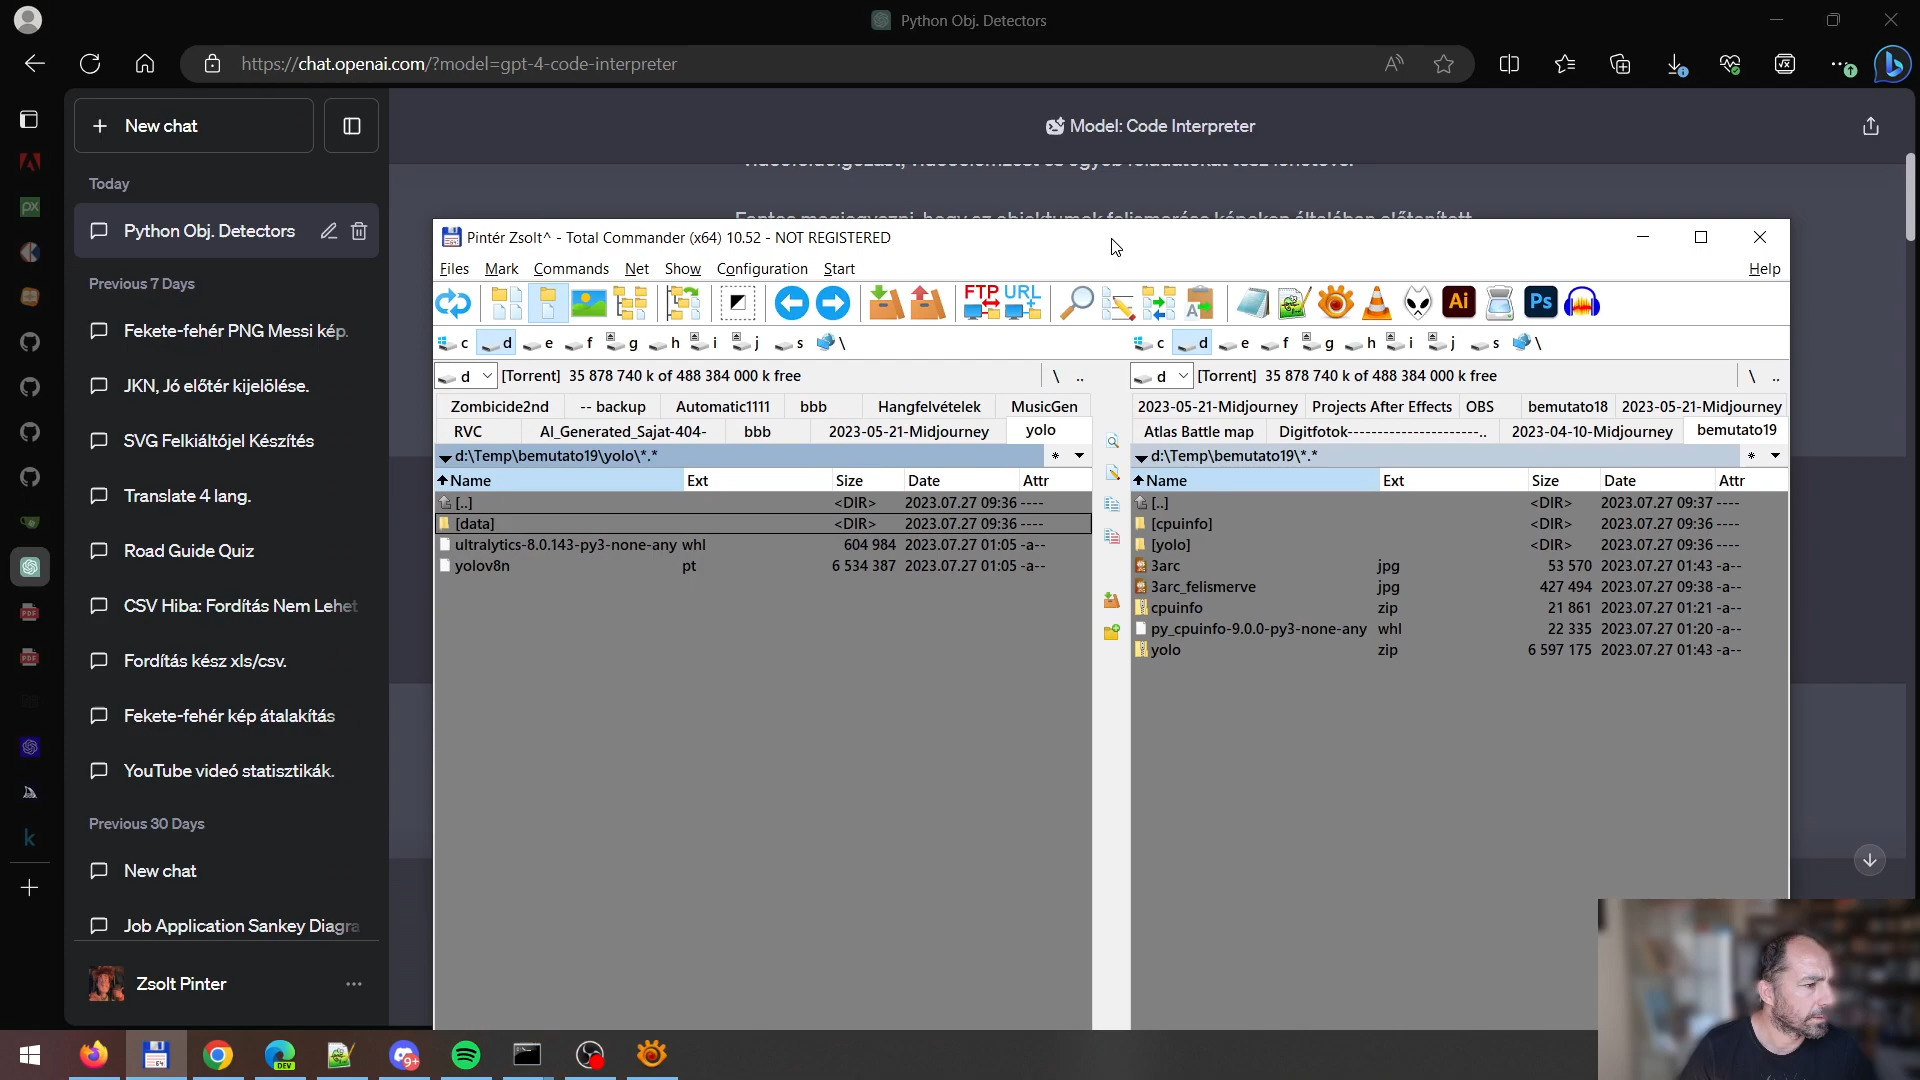 Python Obj. Detectors
https://chat.openai.com/?model=gpt-4-code-interpreter
New chat
Model: Code Interpreter
Today
Python Obj. Detectors
Previous 7 Days
Fekete-fehér PNG Messi kép.
JKN, Jó előtér kijelölése.
SVG Felkiáltójel Készítés
Translate 4 lang.
Road Guide Quiz
CSV Hiba: Fordítás Nem Lehet
Fordítás kész xls/csv.
Fekete-fehér kép átalakítás
YouTube videó statisztikák.
Previous 30 Days
New chat
Job Application Sankey Diagra
Zsolt Pinter
Pintér Zsolt^ - Total Commander (x64) 10.52 - NOT REGISTERED
Files Mark Commands Net Show Configuration Start Help
FTP URL Ai Ps
c d e f g h i j s \ c d e f g h i j s \
d [Torrent] 35 878 740 k of 488 384 000 k free \ .. d [Torrent] 35 878 740 k of 488 384 000 k free \ ..
Zombicide2nd -- backup Automatic1111 bbb Hangfelvételek MusicGen
RVC AI_Generated_Sajat-404- bbb 2023-05-21-Midjourney yolo
d:\Temp\bemutato19\yolo\*.* *
Name Ext Size Date Attr
[..] <DIR> 2023.07.27 09:36 ----
[data] <DIR> 2023.07.27 09:36 ----
ultralytics-8.0.143-py3-none-any whl 604 984 2023.07.27 01:05 -a--
yolov8n pt 6 534 387 2023.07.27 01:05 -a--
2023-05-21-Midjourney Projects After Effects OBS bemutato18 2023-05-21-Midjourney
Atlas Battle map Digitfotok-----------------------.. 2023-04-10-Midjourney bemutato19
d:\Temp\bemutato19\*.* *
Name Ext Size Date Attr
[..] <DIR> 2023.07.27 09:37 ----
[cpuinfo] <DIR> 2023.07.27 09:36 ----
[yolo] <DIR> 2023.07.27 09:36 ----
3arc jpg 53 570 2023.07.27 01:43 -a--
3arc_felismerve jpg 427 494 2023.07.27 09:38 -a--
cpuinfo zip 21 861 2023.07.27 01:21 -a--
py_cpuinfo-9.0.0-py3-none-any whl 22 335 2023.07.27 01:20 -a--
yolo zip 6 597 175 2023.07.27 01:43 -a--